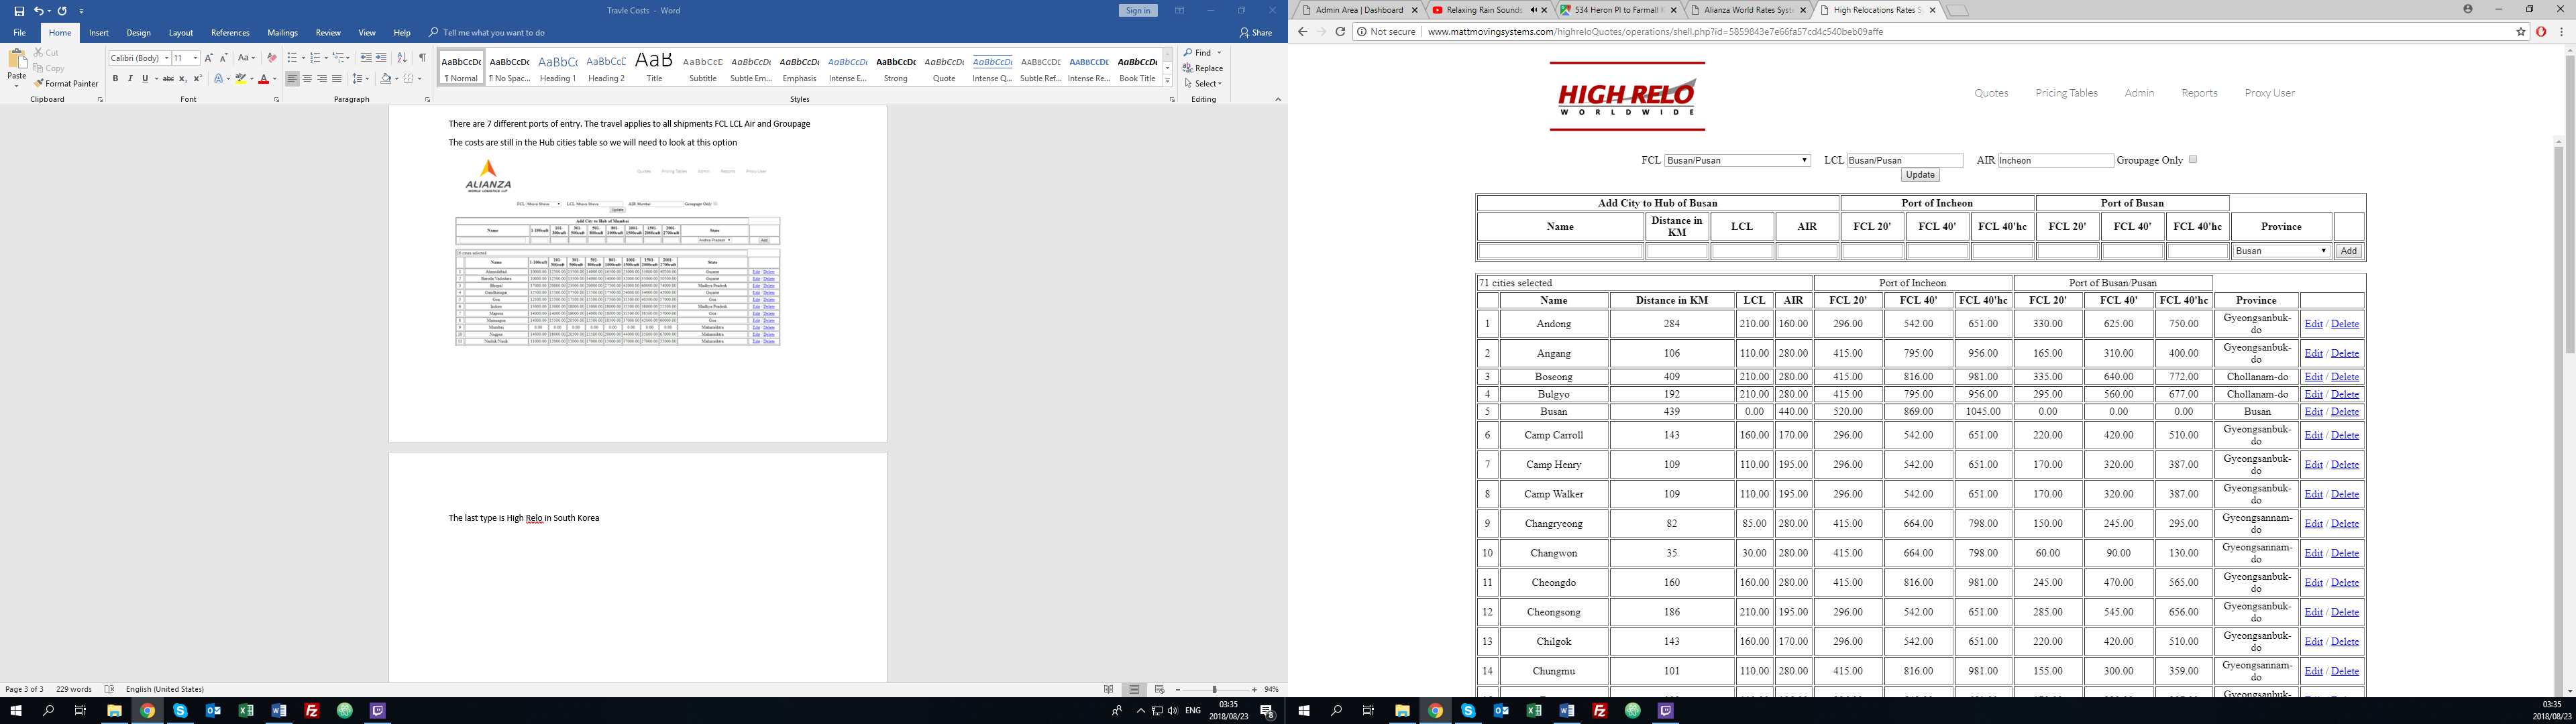 Travle Costs - Word
Sign in
File Home Insert Design Layout References Mailings Review View Help Tell me what you want to do
Share
Paste
Cut
Copy
Format Painter
Clipboard
Calibri (Body) 11
Font
Paragraph
AaBbCcDc ¶ Normal
AaBbCcDc ¶ No Spac...
AaBbCc Heading 1
AaBbCcD Heading 2
AaB Title
AaBbCcD Subtitle
AaBbCcDc Subtle Em...
AaBbCcDc Emphasis
AaBbCcDc Intense E...
AaBbCcDc Strong
AaBbCcDc Quote
AaBbCcDc Intense Q...
AABBCCDC Subtle Ref...
AABBCCDC Intense Re...
AaBbCcDc Book Title
Styles
Find
Replace
Select
Editing
There are 7 different ports of entry. The travel applies to all shipments FCL LCL Air and Groupage
The costs are still in the Hub cities table so we will need to look at this option
ALIANZA
WORLD LOGISTICS LLP
Quotes Pricing Tables Admin Reports Proxy User
Groupage Only
Update
Add City to Hub of Mumbai
Name State
Add
The last type is High Relo in South Korea
Page 3 of 3 229 words English (United States)
94%
Admin Area | Dashboard
Relaxing Rain Sounds
534 Heron Pl to Farmall
Alianza World Rates Syst
High Relocations Rates S
Not secure | www.mattmovingsystems.com/highreloQuotes/operations/shell.php?id=5859843e7e66fa57cd4c540beb09affe
HIGH RELO
WORLDWIDE
Quotes Pricing Tables Admin Reports Proxy User
FCL Busan/Pusan LCL Busan/Pusan AIR Incheon Groupage Only
Update
Add City to Hub of Busan Port of Incheon Port of Busan
Name Distance in KM LCL AIR FCL 20' FCL 40' FCL 40'hc FCL 20' FCL 40' FCL 40'hc Province
Busan Add
71 cities selected Port of Incheon Port of Busan/Pusan
Name Distance in KM LCL AIR FCL 20' FCL 40' FCL 40'hc FCL 20' FCL 40' FCL 40'hc Province
1 Andong 284 210.00 160.00 296.00 542.00 651.00 330.00 625.00 750.00 Gyeongsanbuk-do Edit / Delete
2 Angang 106 110.00 280.00 415.00 795.00 956.00 165.00 310.00 400.00 Gyeongsanbuk-do Edit / Delete
3 Boseong 409 210.00 280.00 415.00 816.00 981.00 335.00 640.00 772.00 Chollanam-do Edit / Delete
4 Bulgyo 192 210.00 280.00 415.00 795.00 956.00 295.00 560.00 677.00 Chollanam-do Edit / Delete
5 Busan 439 0.00 440.00 520.00 869.00 1045.00 0.00 0.00 0.00 Busan Edit / Delete
6 Camp Carroll 143 160.00 170.00 296.00 542.00 651.00 220.00 420.00 510.00 Gyeongsanbuk-do Edit / Delete
7 Camp Henry 109 110.00 195.00 296.00 542.00 651.00 170.00 320.00 387.00 Gyeongsanbuk-do Edit / Delete
8 Camp Walker 109 110.00 195.00 296.00 542.00 651.00 170.00 320.00 387.00 Gyeongsanbuk-do Edit / Delete
9 Changryeong 82 85.00 280.00 415.00 664.00 798.00 150.00 245.00 295.00 Gyeongsannam-do Edit / Delete
10 Changwon 35 30.00 280.00 415.00 664.00 798.00 60.00 90.00 130.00 Gyeongsannam-do Edit / Delete
11 Cheongdo 160 160.00 280.00 415.00 816.00 981.00 245.00 470.00 565.00 Gyeongsanbuk-do Edit / Delete
12 Cheongsong 186 210.00 195.00 296.00 542.00 651.00 285.00 545.00 656.00 Gyeongsanbuk-do Edit / Delete
13 Chilgok 143 160.00 170.00 296.00 542.00 651.00 220.00 420.00 510.00 Gyeongsanbuk-do Edit / Delete
14 Chungmu 101 110.00 280.00 415.00 816.00 981.00 155.00 300.00 359.00 Gyeongsannam-do Edit / Delete
ENG 03:35
2018/08/23
03:35
2018/08/23